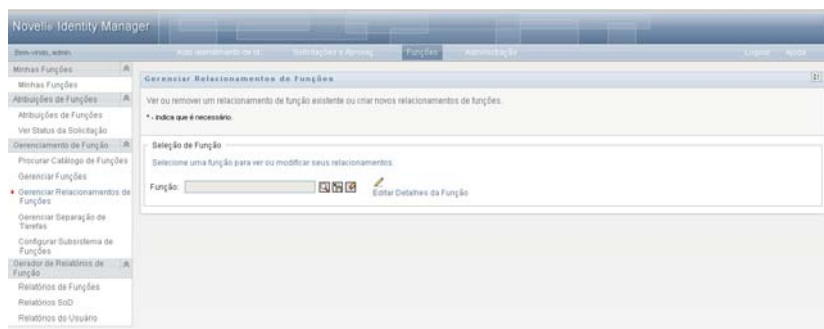 Novell® Identity Manager
Bem-vindo, admin.
Solicitações e Aprovaç.
Funções
Administração
Logout
Ajuda
Minhas Funções
Minhas Funções
Atribuições de Funções
Atribuições de Funções
Ver Status da Solicitação
Gerenciamento de Função
Procurar Catálogo de Funções
Gerenciar Funções
Gerenciar Relacionamentos de
Funções
Gerenciar Separação de
Tarefas
Configurar Subsistema de
Funções
Gerador de Relatórios de
Função
Relatórios de Funções
Relatórios SoD
Relatórios do Usuário
Gerenciar Relacionamentos de Funções
Ver ou remover um relacionamento de função existente ou criar novos relacionamentos de funções.
* - indica que é necessário.
Seleção de Função
Selecione uma função para ver ou modificar seus relacionamentos.
Função:
Editar Detalhes da Função